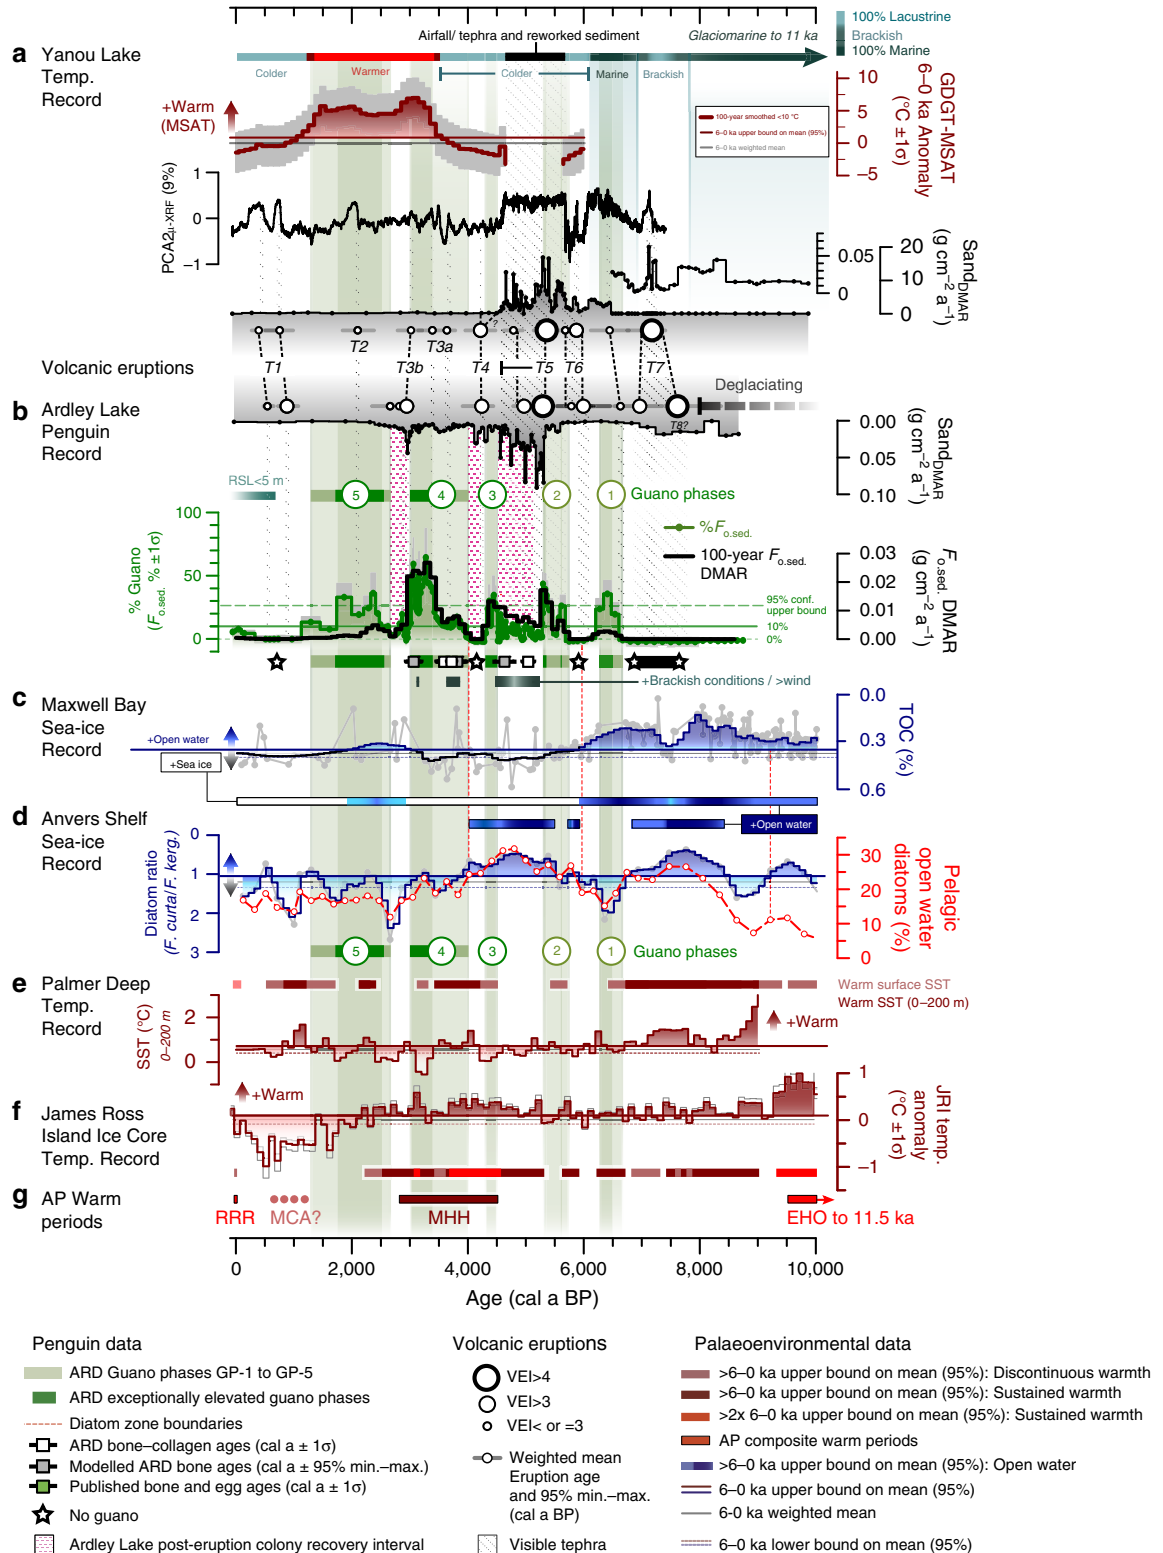 100% Lacustrine
Brackish
100% Marine
a Yanou Lake
Temp.
Record
Airfall/ tephra and reworked sediment
Glaciomarine to 11 ka
Colder
Warmer
Colder
Marine
Brackish
+Warm
(MSAT)
10
5
0
−5
GDGT-MSAT
6–0 ka Anomaly
(°C ±1σ)
100-year smoothed <10 °C
6–0 ka upper bound on mean (95%)
6–0 ka weighted mean
PCA2μ-XRF (9%)
1
0
−1
0.05
0
20
10
0
SandDMAR
(g cm−2 a−1)
?
Volcanic eruptions
T1
T2
T3b
T3a
T4
T5
T6
T7
T8?
Deglaciating
b Ardley Lake
Penguin
Record
0.00
0.05
0.10
SandDMAR
(g cm−2 a−1)
RSL<5 m
5
4
3
2
1
Guano phases
100
50
0
% Guano
(Fo.sed. % ±1σ)
%Fo.sed.
100-year Fo.sed.
DMAR
95% conf.
upper bound
10%
0%
0.03
0.02
0.01
0.00
Fo.sed. DMAR
(g cm−2 a−1)
+Brackish conditions / >wind
c Maxwell Bay
Sea-ice
Record
+Open water
+Sea ice
0.0
0.3
0.6
TOC (%)
d Anvers Shelf
Sea-ice
Record
+Open water
0
1
2
3
Diatom ratio
(F. curta/F. kerg.)
30
20
10
0
Pelagic
open water
diatoms (%)
5
4
3
2
1
Guano phases
e Palmer Deep
Temp.
Record
Warm surface SST
Warm SST (0–200 m)
2
0
SST (°C)
0–200 m
+Warm
f James Ross
Island Ice Core
Temp. Record
+Warm
1
0
−1
JRI temp.
anomaly
(°C ±1σ)
g AP Warm
periods
RRR
MCA?
MHH
EHO to 11.5 ka
0
2,000
4,000
6,000
8,000
10,000
Age (cal a BP)
Penguin data
ARD Guano phases GP-1 to GP-5
ARD exceptionally elevated guano phases
Diatom zone boundaries
ARD bone–collagen ages (cal a ± 1σ)
Modelled ARD bone ages (cal a ± 95% min.–max.)
Published bone and egg ages (cal a ± 1σ)
No guano
Ardley Lake post-eruption colony recovery interval
Volcanic eruptions
VEI>4
VEI>3
VEI< or =3
Weighted mean
Eruption age
and 95% min.–max.
(cal a BP)
Visible tephra
Palaeoenvironmental data
>6–0 ka upper bound on mean (95%): Discontinuous warmth
>6–0 ka upper bound on mean (95%): Sustained warmth
>2x 6–0 ka upper bound on mean (95%): Sustained warmth
AP composite warm periods
>6–0 ka upper bound on mean (95%): Open water
6–0 ka upper bound on mean (95%)
6-0 ka weighted mean
6–0 ka lower bound on mean (95%)